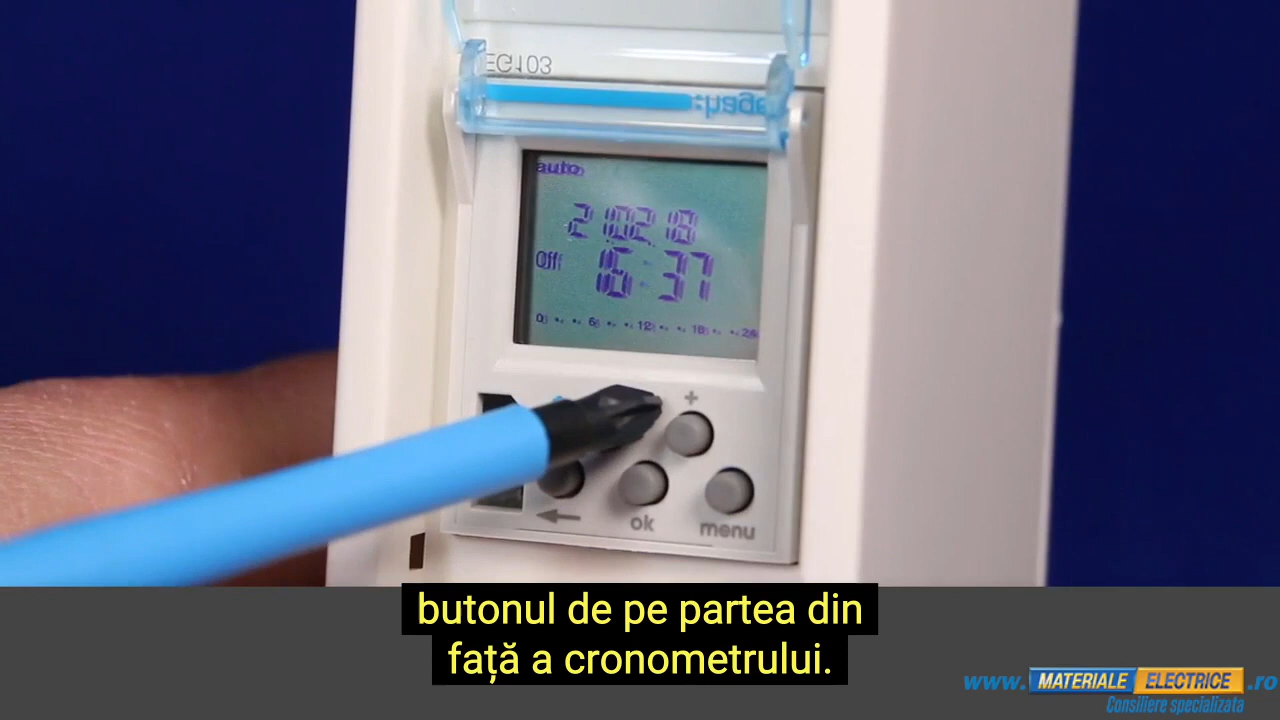 EG103
:hager
auto
21.02.18
Off 16:37
0 6 12 18 24
+
ok
menu
butonul de pe partea din
față a cronometrului.
www. MATERIALE ELECTRICE .ro
Consiliere specializata